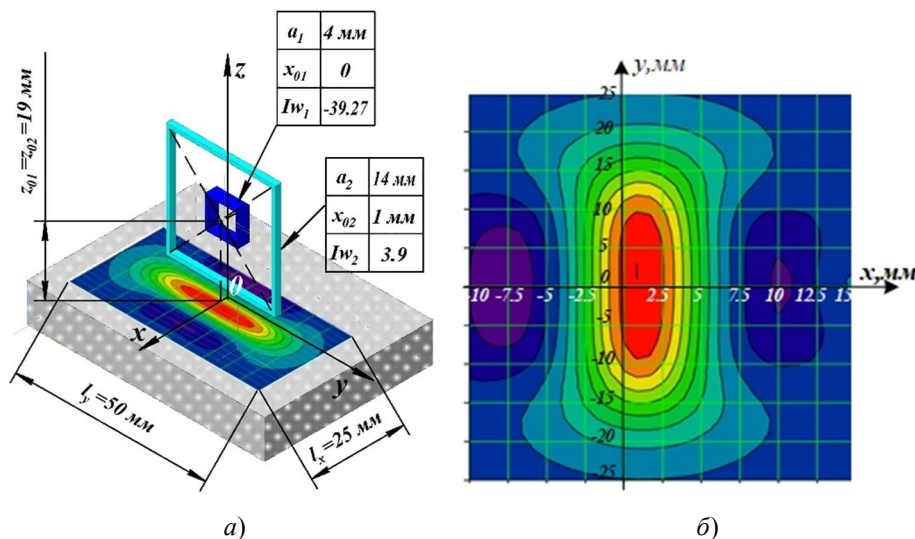 a₁ 4 мм
x₀₁ 0
Iw₁ -39.27
z
z₀₁=z₀₂=19 мм
a₂ 14 мм
x₀₂ 1 мм
Iw₂ 3.9
0
x
y
l_y =50 мм
l_x =25 мм
а)
y,мм
25
20
15
10
5
0
x,мм
-10 -7.5 -5 -2.5 2.5 5 7.5 10 12.5 15
-5
-10
-15
-20
-25
б)